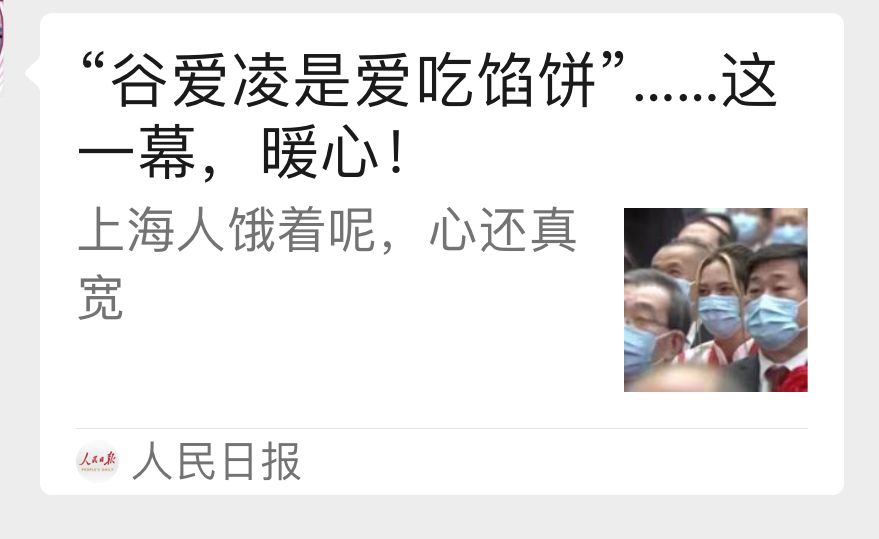 “谷爱凌是爱吃馅饼”……这
一幕，暖心！
上海人饿着呢，心还真
宽
人民日报
PEOPLE'S DAILY
人民日报